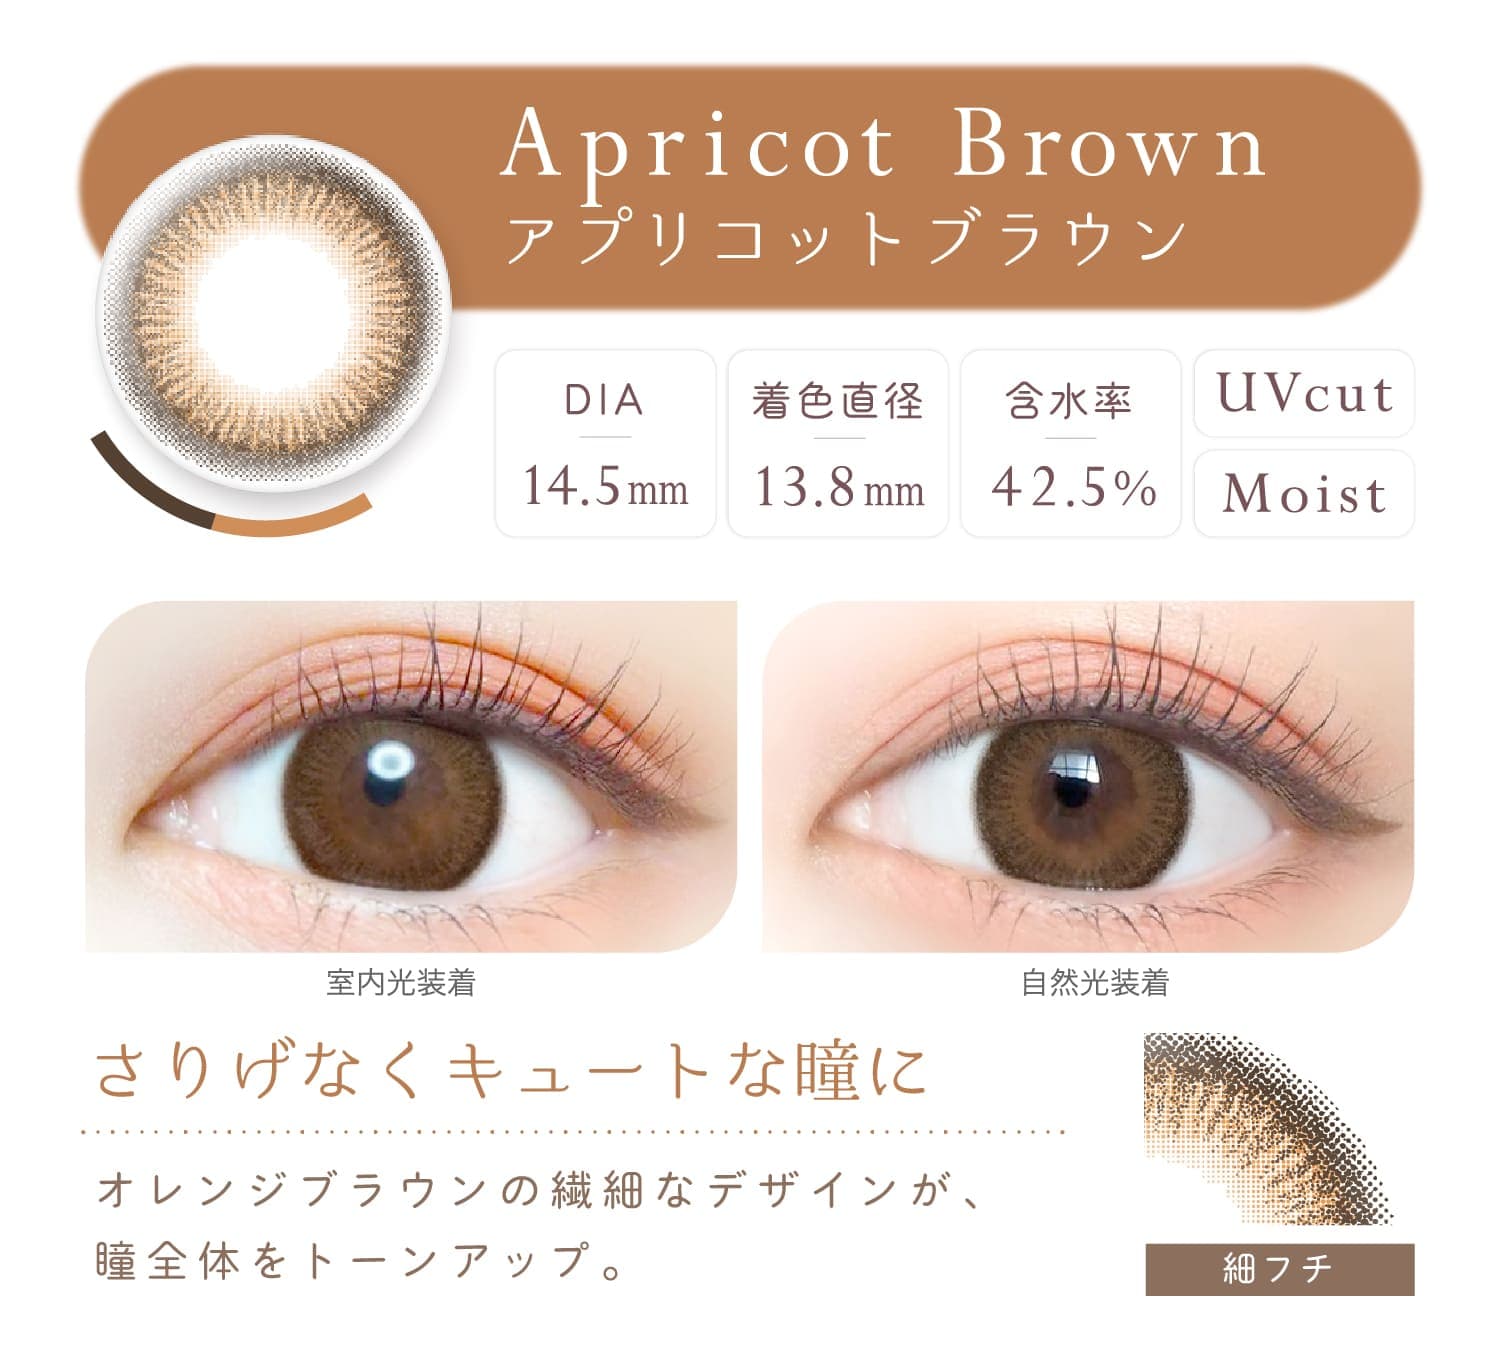 Apricot Brown
アプリコットブラウン
DIA
14.5mm
着色直径
13.8mm
含水率
42.5%
UVcut
Moist
室内光装着
自然光装着
さりげなくキュートな瞳に
オレンジブラウンの繊細なデザインが、
瞳全体をトーンアップ。
細フチ